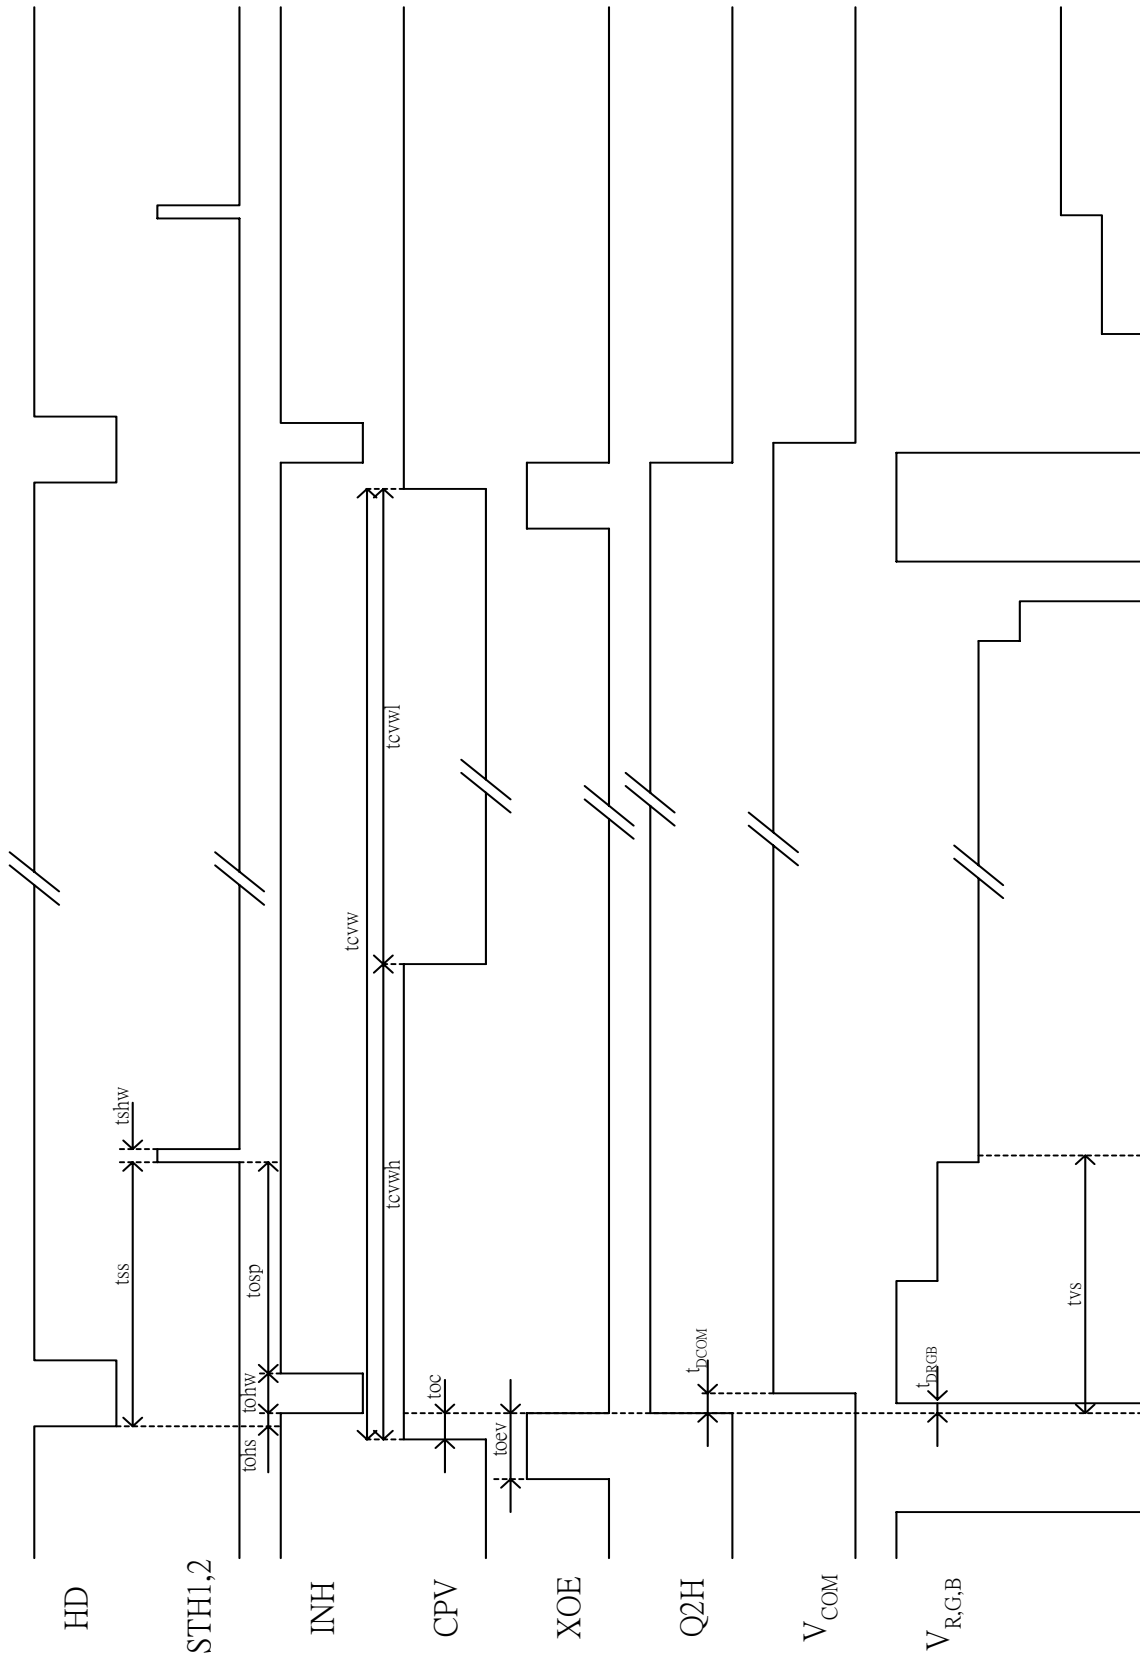 HD
tss
tshw
STH1,2
tohs
tohw
tosp
INH
tcvw
tcvwh
tcvwl
CPV
toc
toev
XOE
Q2H
tDCOM
VCOM
VR,G,B
tDRGB
tvs